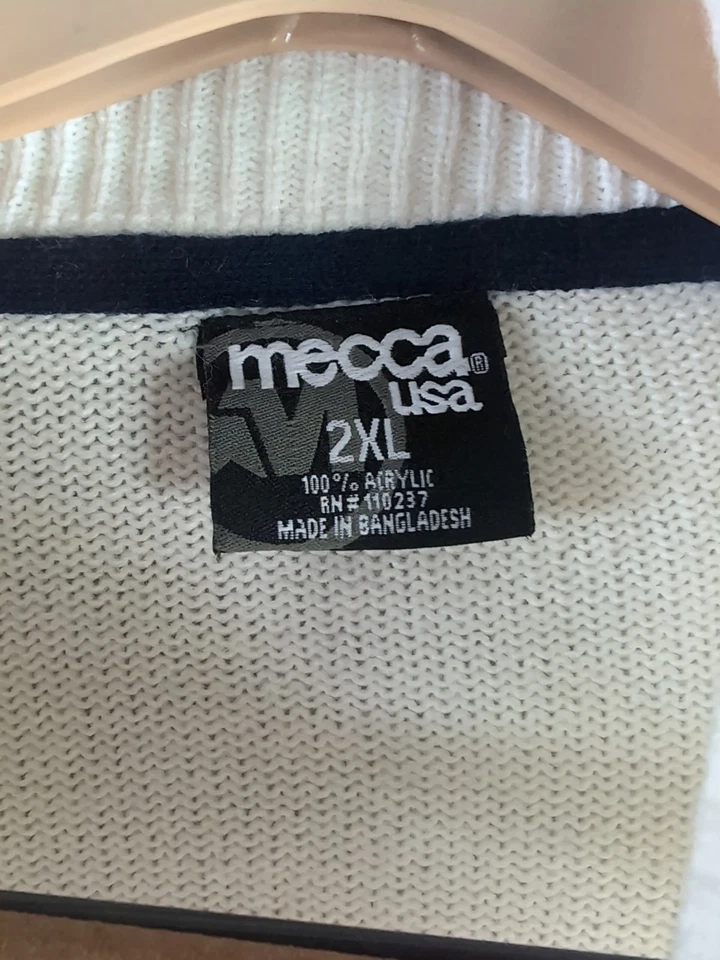 mecca®
usa
2XL
100% ACRYLIC
RN# 110237
MADE IN BANGLADESH